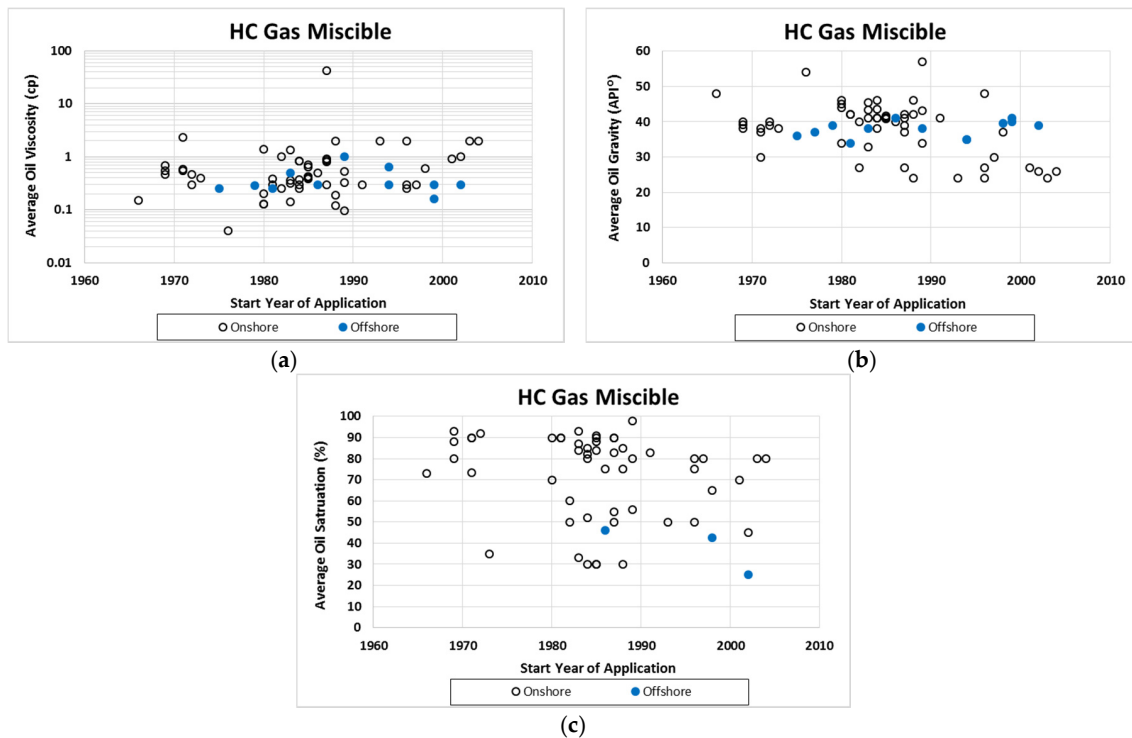 HC Gas Miscible
Average Oil Viscosity (cp)
100
10
1
0.1
0.01
1960 1970 1980 1990 2000 2010
Start Year of Application
Onshore Offshore
(a)
HC Gas Miscible
Average Oil Gravity (API°)
60
50
40
30
20
10
0
1960 1970 1980 1990 2000 2010
Start Year of Application
Onshore Offshore
(b)
HC Gas Miscible
Average Oil Satruation (%)
100
90
80
70
60
50
40
30
20
10
0
1960 1970 1980 1990 2000 2010
Start Year of Application
Onshore Offshore
(c)